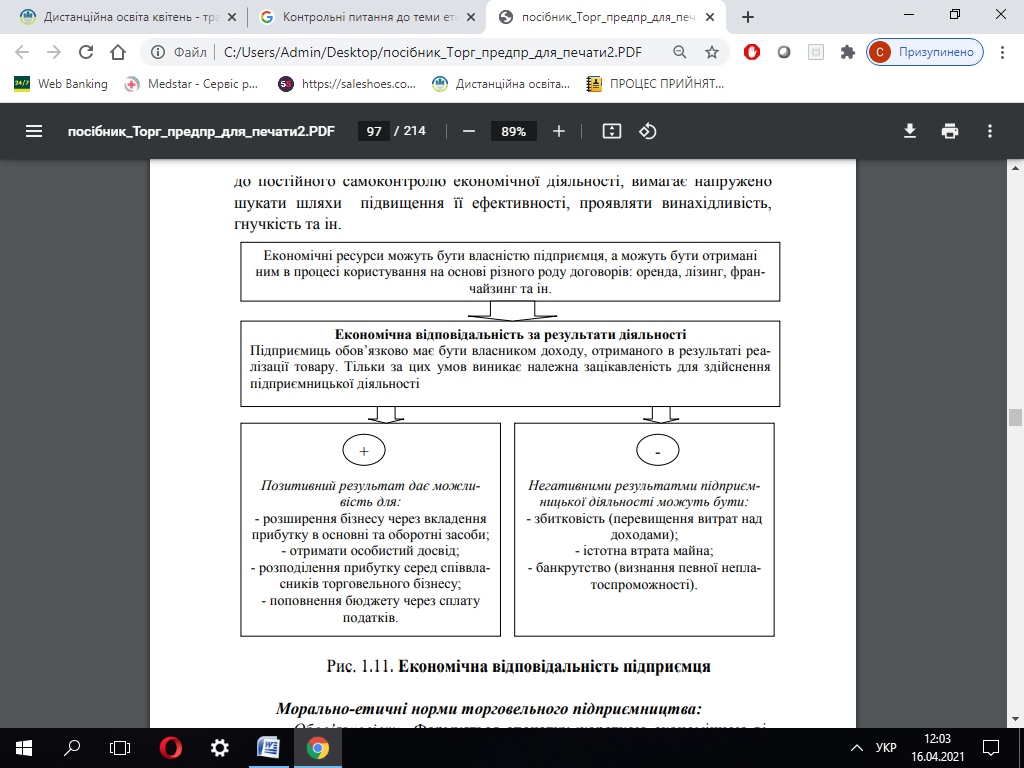 Дистанційна освіта квітень - тра
Контрольні питання до теми ет
посібник_Торг_предпр_для_печ
Файл
C:/Users/Admin/Desktop/посібник_Торг_предпр_для_печати2.PDF
С
Призупинено
24/7 Web Banking
Medstar - Сервіс р...
https://saleshoes.co...
Дистанційна освіта...
ПРОЦЕС ПРИЙНЯТ...
посібник_Торг_предпр_для_печати2.PDF
97 / 214
89%
до постійного самоконтролю економічної діяльності, вимагає напружено
шукати шляхи підвищення її ефективності, проявляти винахідливість,
гнучкість та ін.
Економічні ресурси можуть бути власністю підприємця, а можуть бути отримані
ним в процесі користування на основі різного роду договорів: оренда, лізинг, фран-
чайзинг та ін.
Економічна відповідальність за результати діяльності
Підприємиць обов’язково має бути власником доходу, отриманого в результаті реа-
лізації товару. Тільки за цих умов виникає належна зацікавленість для здійснення
підприємницької діяльності
+
Позитивний результат дає можли-
вість для:
- розширення бізнесу через вкладення
прибутку в основні та оборотні засоби;
- отримати особистий досвід;
- розподілення прибутку серед співвла-
сників торговельного бізнесу;
- поповнення бюджету через сплату
податків.
-
Негативними результатми підприєм-
ницької діяльності можуть бути:
- збитковість (перевищення витрат над
доходами);
- істотна втрата майна;
- банкрутство (визнання певної непла-
тоспроможності).
Рис. 1.11. Економічна відповідальність підприємця
Морально-етичні норми торговельного підприємництва:
УКР
12:03
16.04.2021